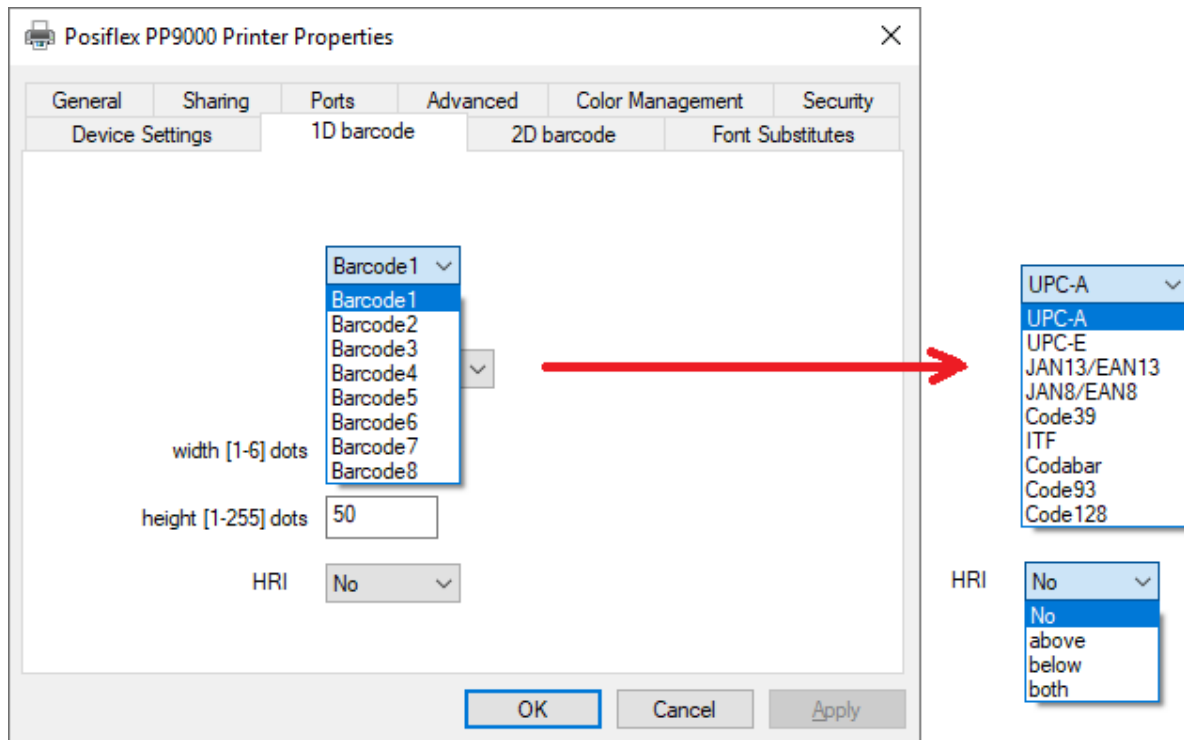 Posiflex PP9000 Printer Properties
General Sharing Ports Advanced Color Management Security
Device Settings 1D barcode 2D barcode Font Substitutes
Barcode1
Barcode1
Barcode2
Barcode3
Barcode4
Barcode5
Barcode6
Barcode7
Barcode8
width [1-6] dots
height [1-255] dots 50
HRI No
OK Cancel Apply
UPC-A
UPC-A
UPC-E
JAN13/EAN13
JAN8/EAN8
Code39
ITF
Codabar
Code93
Code128
HRI No
No
above
below
both